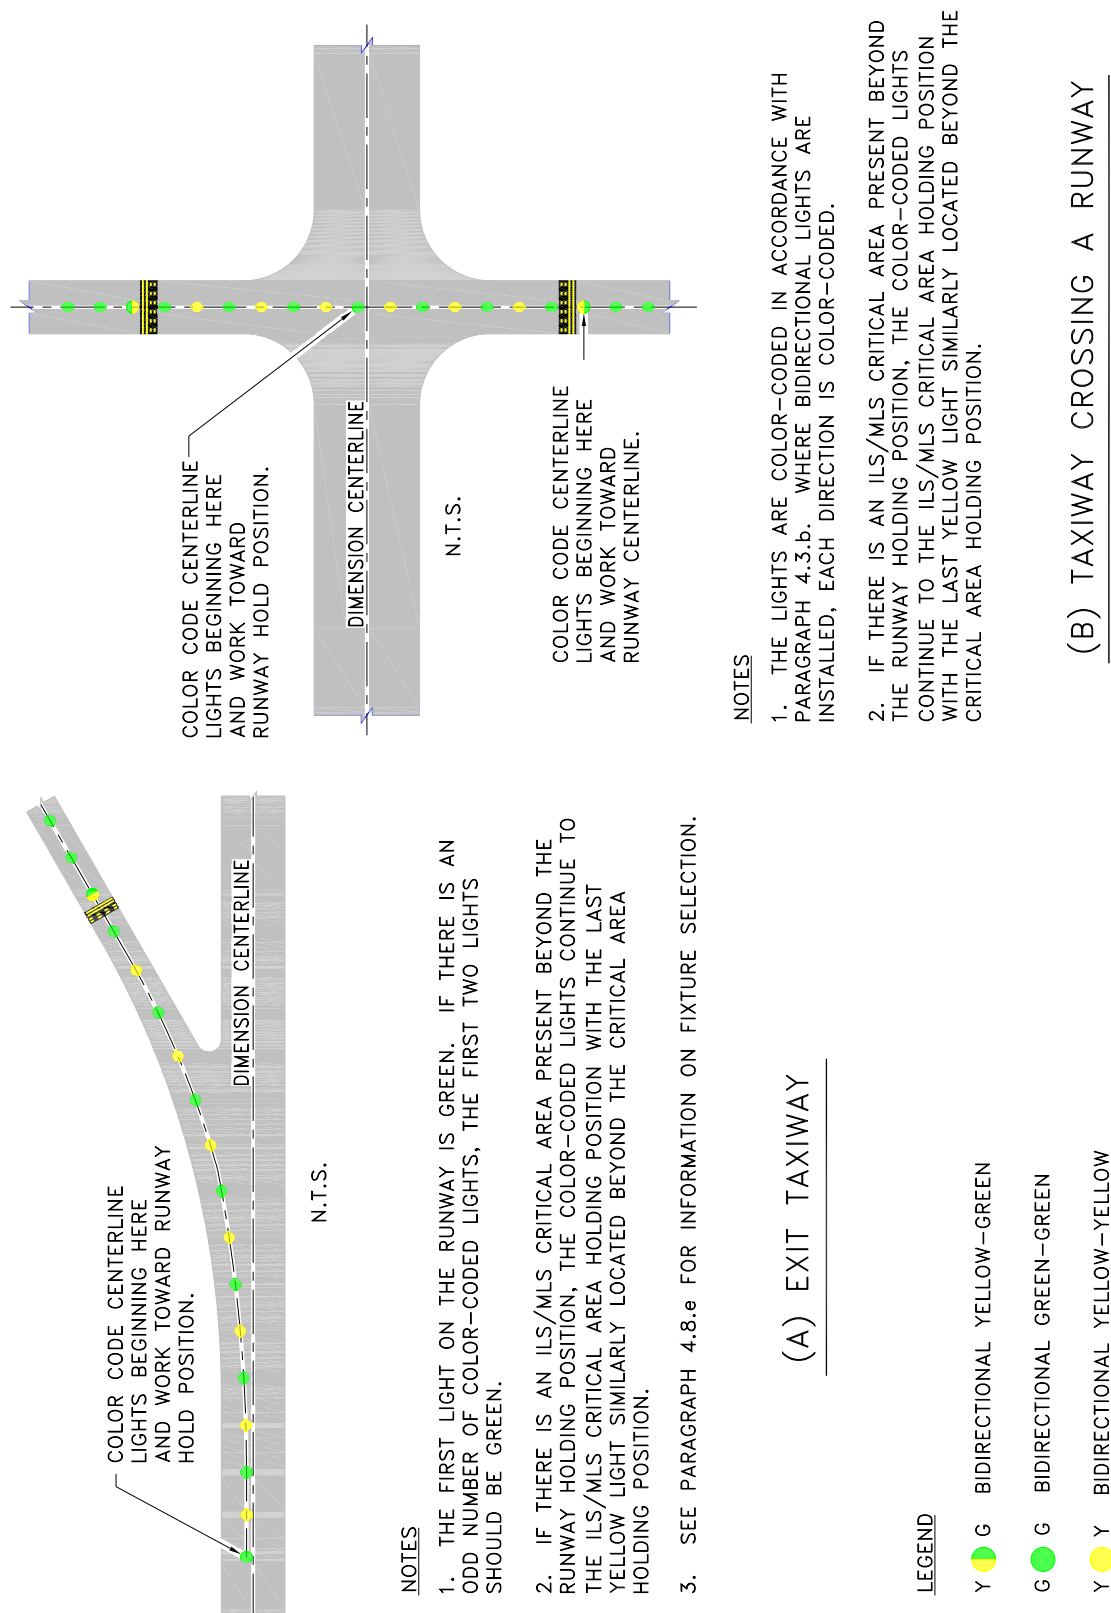 COLOR CODE CENTERLINE
LIGHTS BEGINNING HERE
AND WORK TOWARD RUNWAY
HOLD POSITION.
DIMENSION CENTERLINE
N.T.S.
NOTES
1. THE FIRST LIGHT ON THE RUNWAY IS GREEN. IF THERE IS AN
ODD NUMBER OF COLOR-CODED LIGHTS, THE FIRST TWO LIGHTS
SHOULD BE GREEN.
2. IF THERE IS AN ILS/MLS CRITICAL AREA PRESENT BEYOND THE
RUNWAY HOLDING POSITION, THE COLOR-CODED LIGHTS CONTINUE TO
THE ILS/MLS CRITICAL AREA HOLDING POSITION WITH THE LAST
YELLOW LIGHT SIMILARLY LOCATED BEYOND THE CRITICAL AREA
HOLDING POSITION.
3. SEE PARAGRAPH 4.8.e FOR INFORMATION ON FIXTURE SELECTION.
(A) EXIT TAXIWAY
LEGEND
Y G BIDIRECTIONAL YELLOW-GREEN
G G BIDIRECTIONAL GREEN-GREEN
Y Y BIDIRECTIONAL YELLOW-YELLOW
COLOR CODE CENTERLINE
LIGHTS BEGINNING HERE
AND WORK TOWARD
RUNWAY HOLD POSITION.
DIMENSION CENTERLINE
N.T.S.
COLOR CODE CENTERLINE
LIGHTS BEGINNING HERE
AND WORK TOWARD
RUNWAY CENTERLINE.
NOTES
1. THE LIGHTS ARE COLOR-CODED IN ACCORDANCE WITH
PARAGRAPH 4.3.b. WHERE BIDIRECTIONAL LIGHTS ARE
INSTALLED, EACH DIRECTION IS COLOR-CODED.
2. IF THERE IS AN ILS/MLS CRITICAL AREA PRESENT BEYOND
THE RUNWAY HOLDING POSITION, THE COLOR-CODED LIGHTS
CONTINUE TO THE ILS/MLS CRITICAL AREA HOLDING POSITION
WITH THE LAST YELLOW LIGHT SIMILARLY LOCATED BEYOND THE
CRITICAL AREA HOLDING POSITION.
(B) TAXIWAY CROSSING A RUNWAY